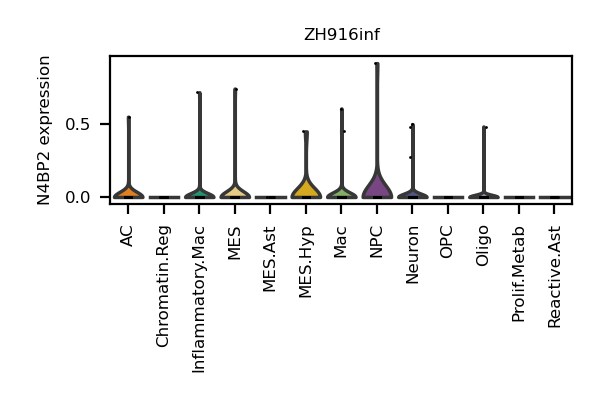 ZH916inf
N4BP2 expression
0.5
0.0
AC
Chromatin.Reg
Inflammatory.Mac
MES
MES.Ast
MES.Hyp
Mac
NPC
Neuron
OPC
Oligo
Prolif.Metab
Reactive.Ast